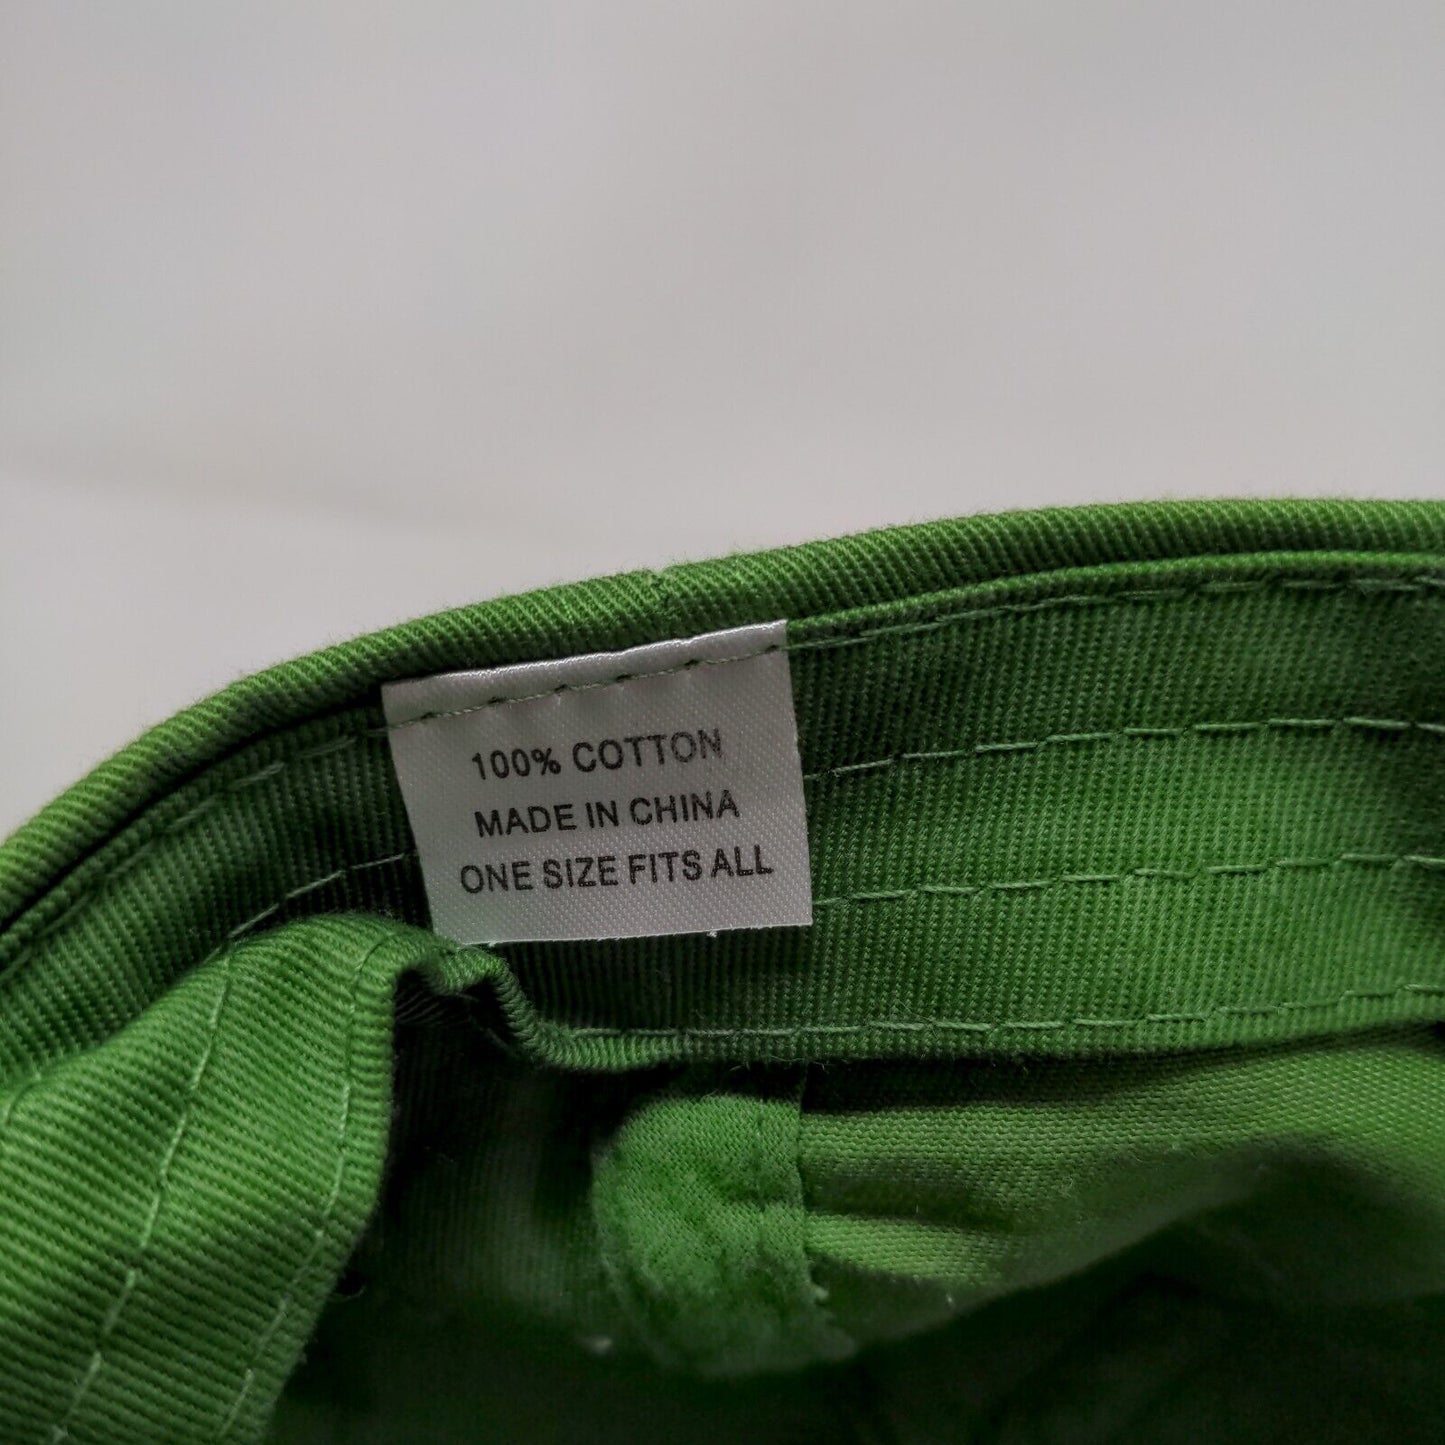 100% COTTON
MADE IN CHINA
ONE SIZE FITS ALL